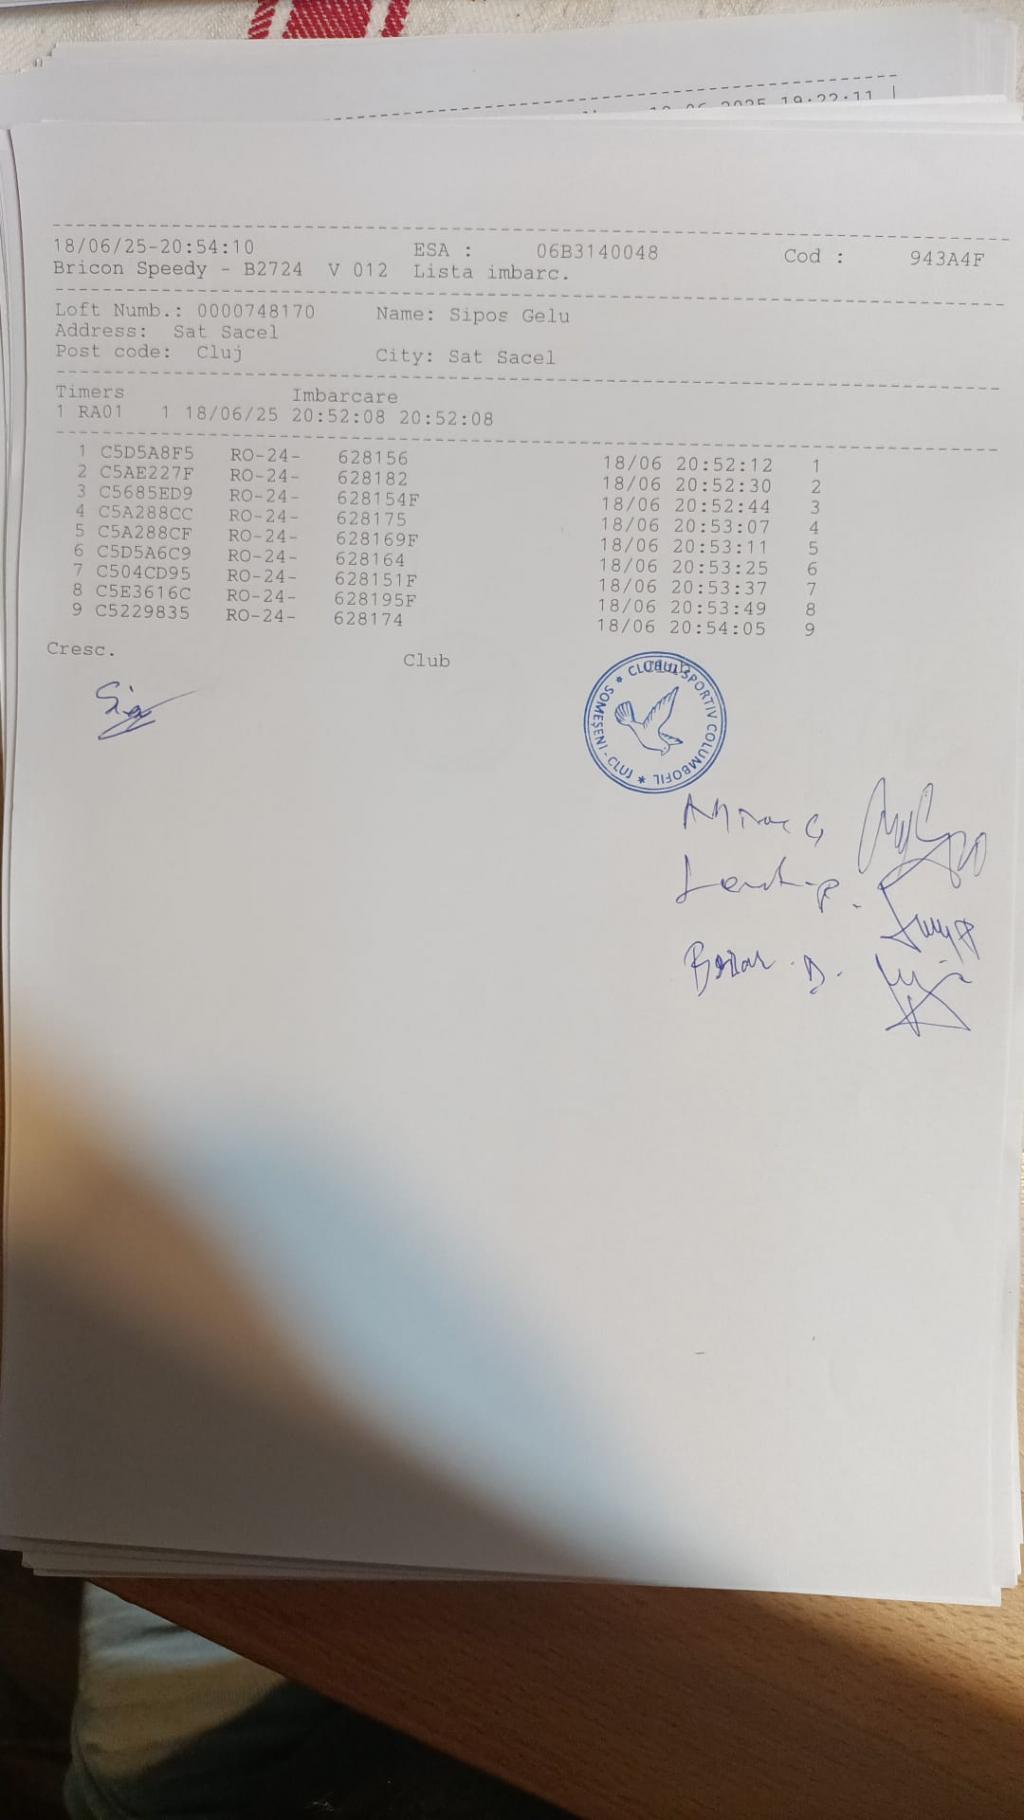 19:22:11 |
18/06/25-20:54:10 ESA : 06B3140048 Cod : 943A4F
Bricon Speedy - B2724 V 012 Lista imbarc.
Loft Numb.: 0000748170 Name: Sipos Gelu
Address: Sat Sacel
Post code: Cluj City: Sat Sacel
Timers Imbarcare
1 RA01 1 18/06/25 20:52:08 20:52:08
1 C5D5A8F5 RO-24- 628156 18/06 20:52:12 1
2 C5AE227F RO-24- 628182 18/06 20:52:30 2
3 C5685ED9 RO-24- 628154F 18/06 20:52:44 3
4 C5A288CC RO-24- 628175 18/06 20:53:07 4
5 C5A288CF RO-24- 628169F 18/06 20:53:11 5
6 C5D5A6C9 RO-24- 628164 18/06 20:53:25 6
7 C504CD95 RO-24- 628151F 18/06 20:53:37 7
8 C5E3616C RO-24- 628195F 18/06 20:53:49 8
9 C5229835 RO-24- 628174 18/06 20:54:05 9
Cresc. Club
CLUBUL SPORTIV COLUMBOFIL * SOMEȘENI - CLUJ *